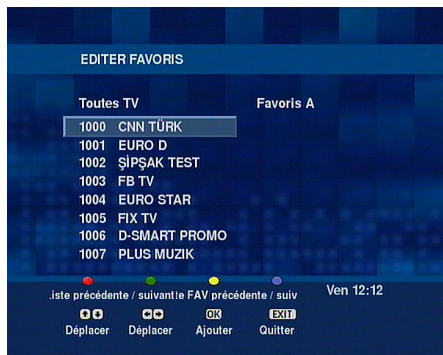 EDITER FAVORIS
Toutes TV Favoris A
1000 CNN TÜRK
1001 EURO D
1002 ŞİPŞAK TEST
1003 FB TV
1004 EURO STAR
1005 FIX TV
1006 D-SMART PROMO
1007 PLUS MUZIK
.iste précédente / suivant te FAV précédente / suiv Ven 12:12
OK EXIT
Déplacer Déplacer Ajouter Quitter